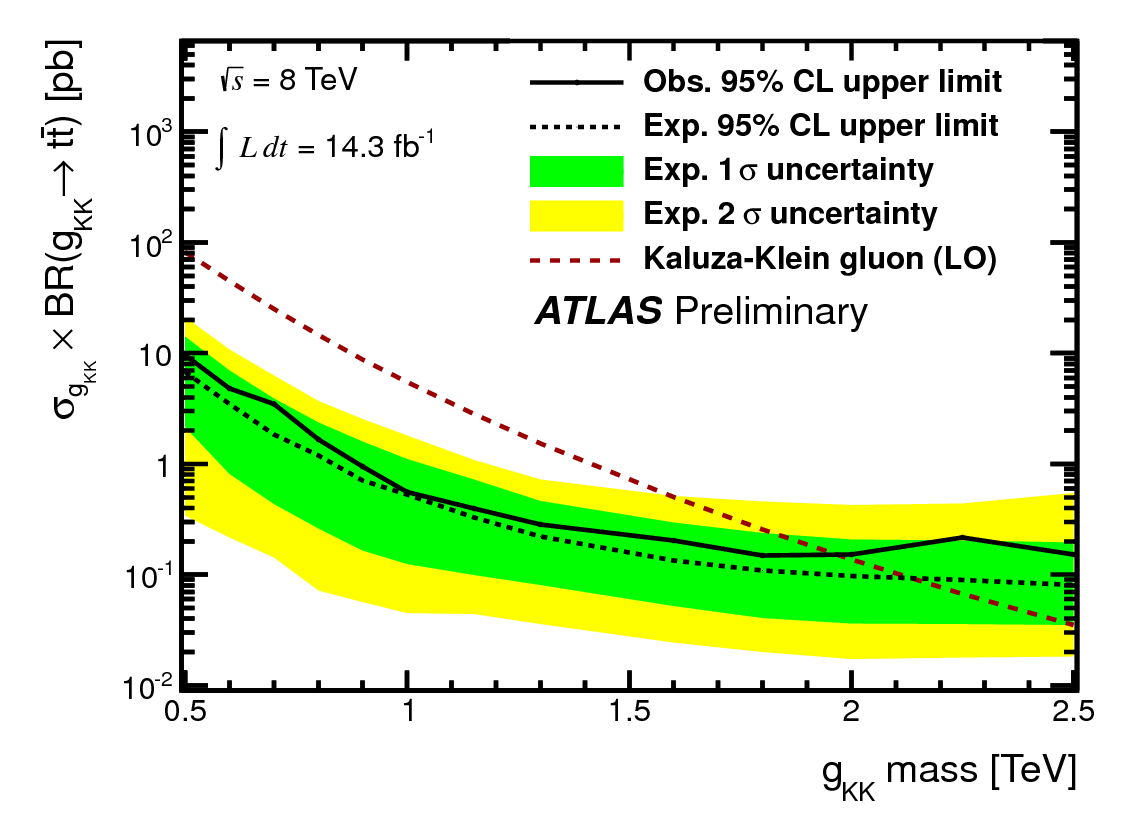 √s = 8 TeV
∫ L dt = 14.3 fb⁻¹
Obs. 95% CL upper limit
Exp. 95% CL upper limit
Exp. 1 σ uncertainty
Exp. 2 σ uncertainty
Kaluza-Klein gluon (LO)
ATLAS Preliminary
σ_g_KK × BR(g_KK → tt̄) [pb]
10³
10²
10
1
10⁻¹
10⁻²
0.5 1 1.5 2 2.5
g_KK mass [TeV]